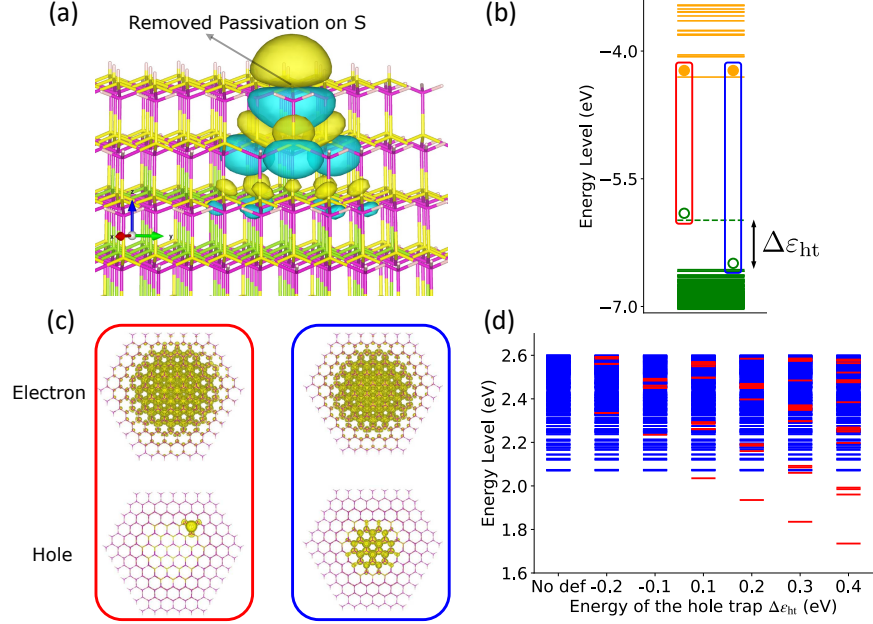 (a)
Removed Passivation on S
z
x
y
(b)
Energy Level (eV)
−4.0
−5.5
−7.0
Δεht
(c)
Electron
Hole
(d)
Energy Level (eV)
2.6
2.4
2.2
2.0
1.8
1.6
No def -0.2 -0.1 0.1 0.2 0.3 0.4
Energy of the hole trap Δεht (eV)